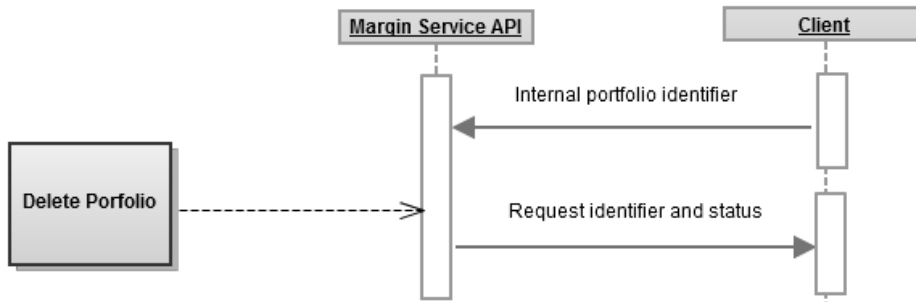 Margin Service API
Client
Internal portfolio identifier
Delete Porfolio
Request identifier and status